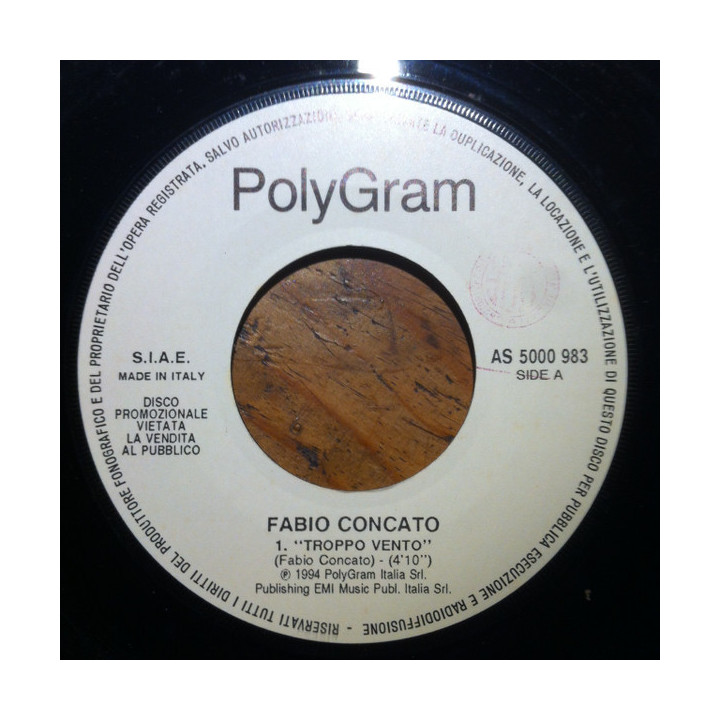 PolyGram
S.I.A.E.
MADE IN ITALY
DISCO
PROMOZIONALE
VIETATA
LA VENDITA
AL PUBBLICO
AS 5000 983
SIDE A
FABIO CONCATO
1. "TROPPO VENTO"
(Fabio Concato) - (4'10")
℗ 1994 PolyGram Italia Srl.
Publishing EMI Music Publ. Italia Srl.
RISERVATI TUTTI I DIRITTI DEL PRODUTTORE FONOGRAFICO E DEL PROPRIETARIO DELL'OPERA REGISTRATA. SALVO AUTORIZZAZIONE LA DUPLICAZIONE, LA LOCAZIONE E L'UTILIZZAZIONE DI QUESTO DISCO PER PUBBLICA ESECUZIONE E RADIODIFFUSIONE -